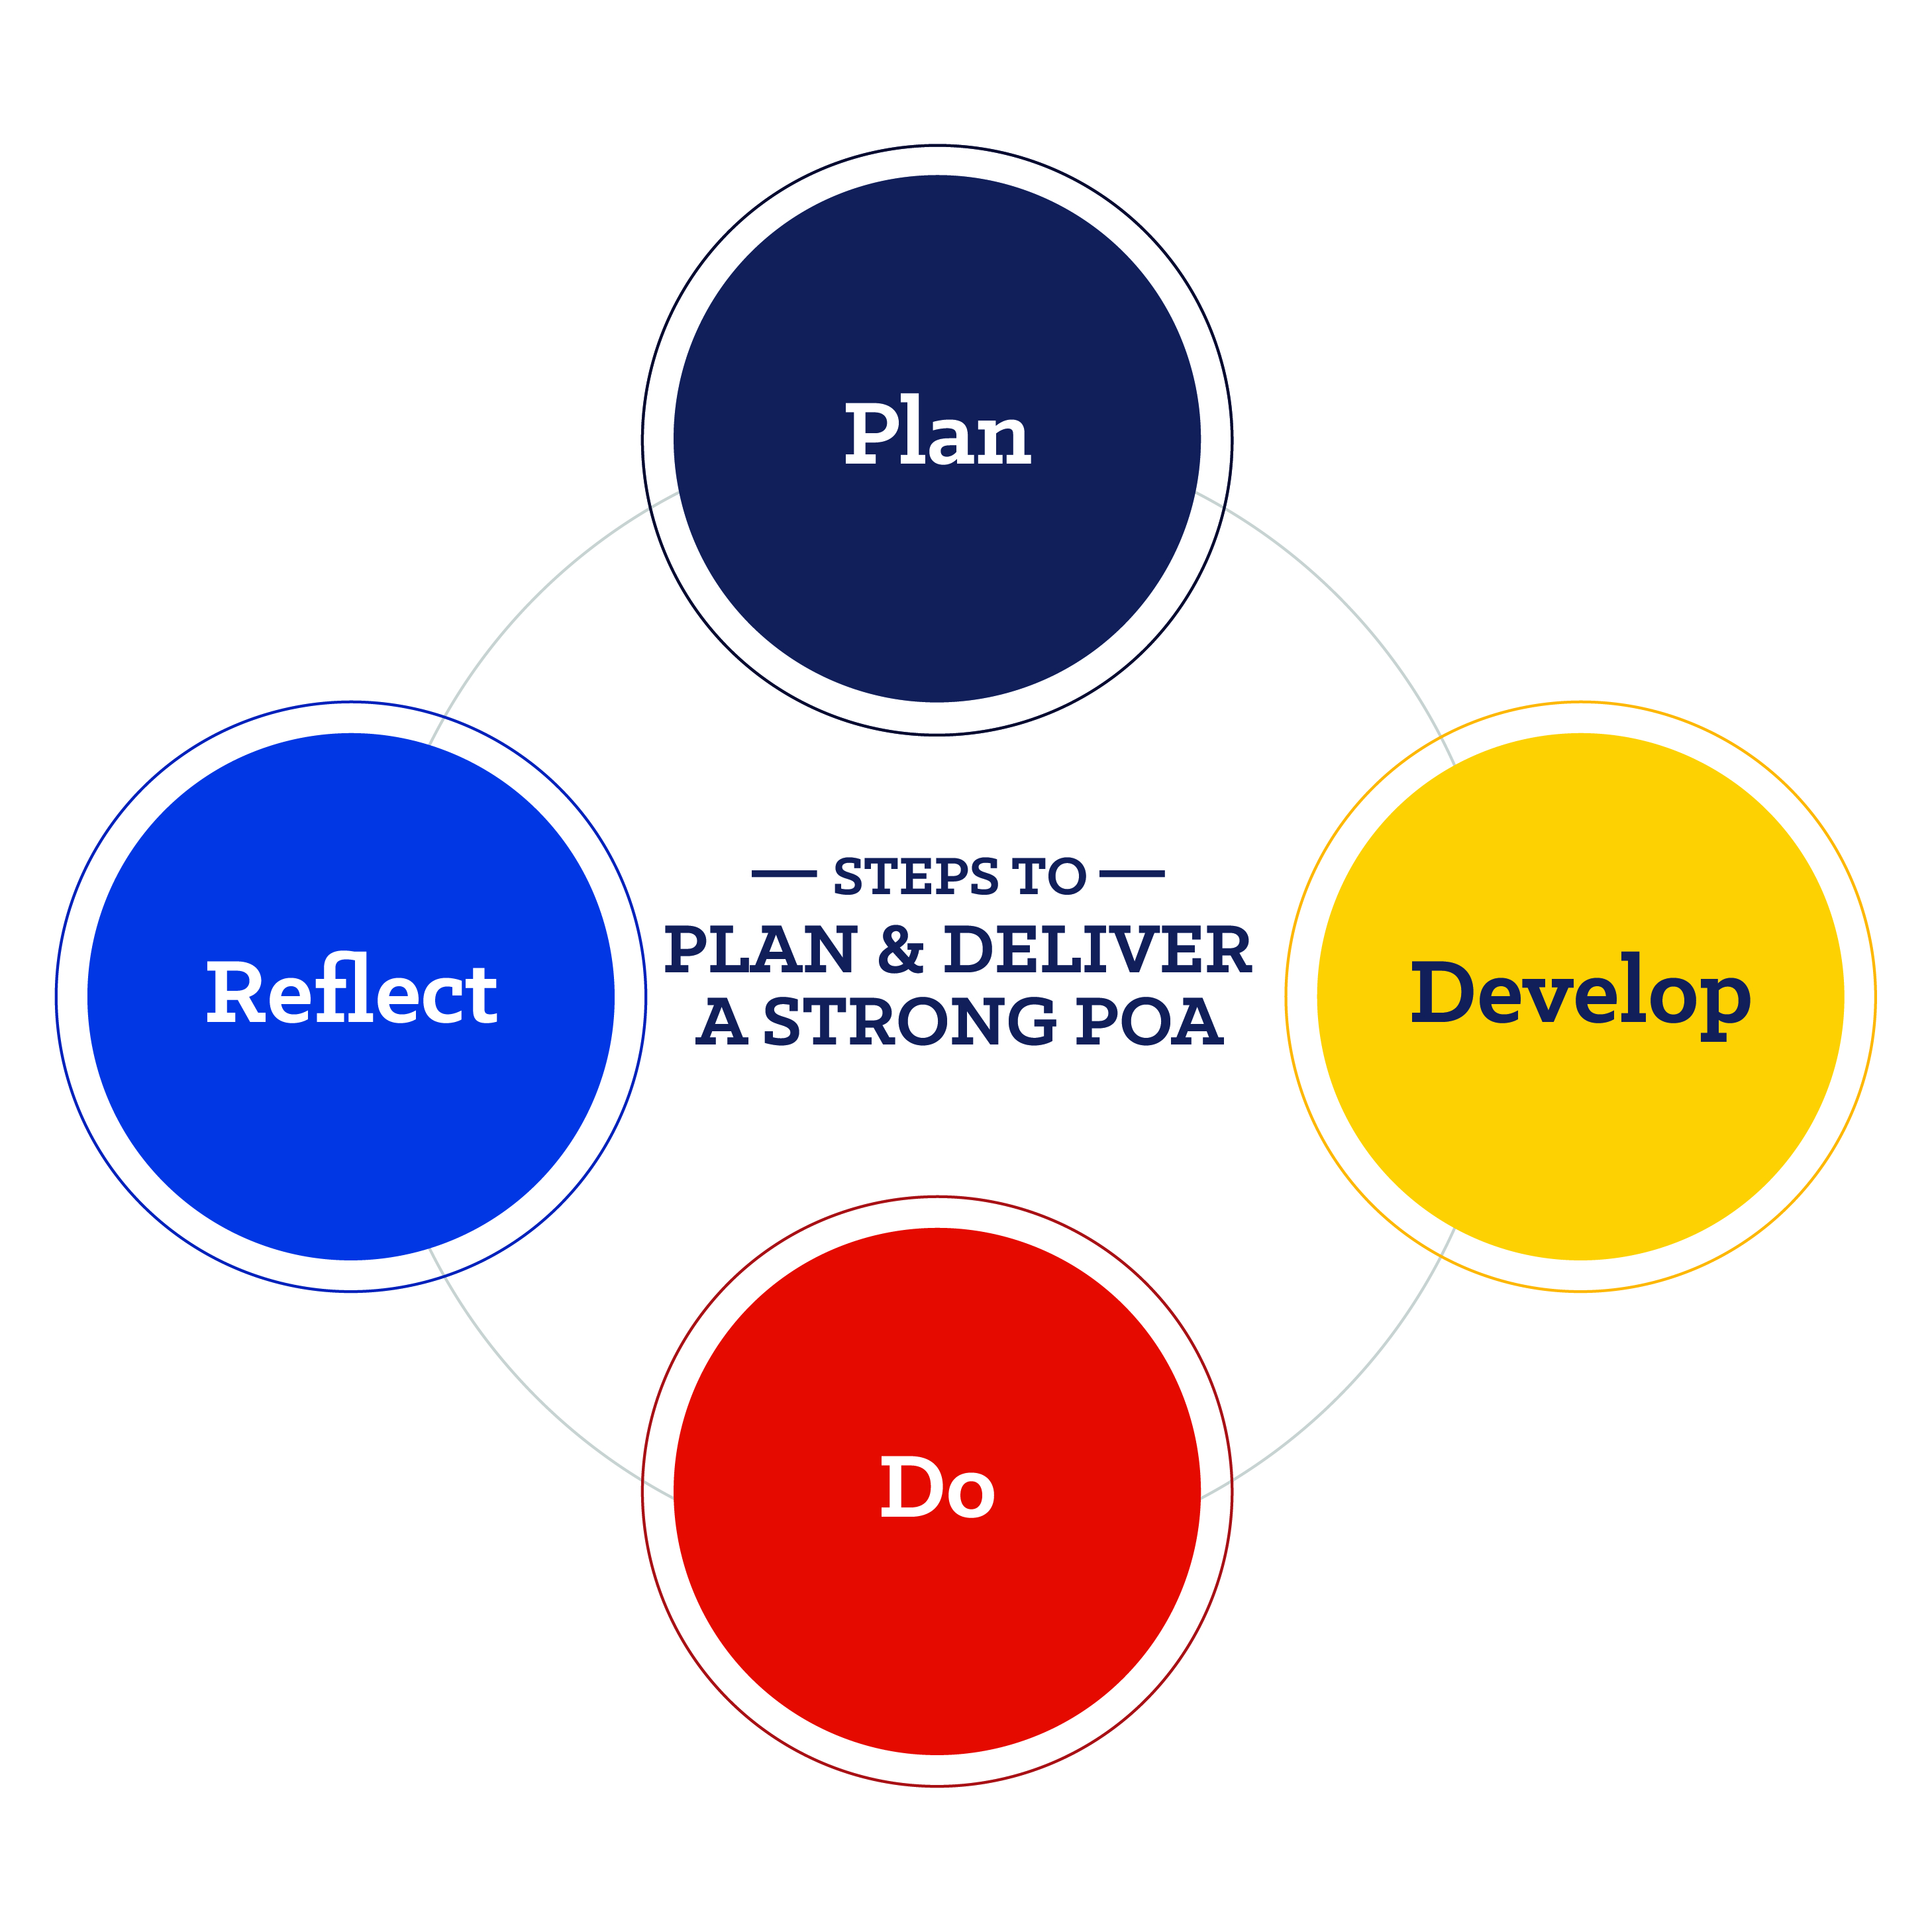 Plan
STEPS TO
PLAN & DELIVER
A STRONG POA
Reflect
Develop
Do